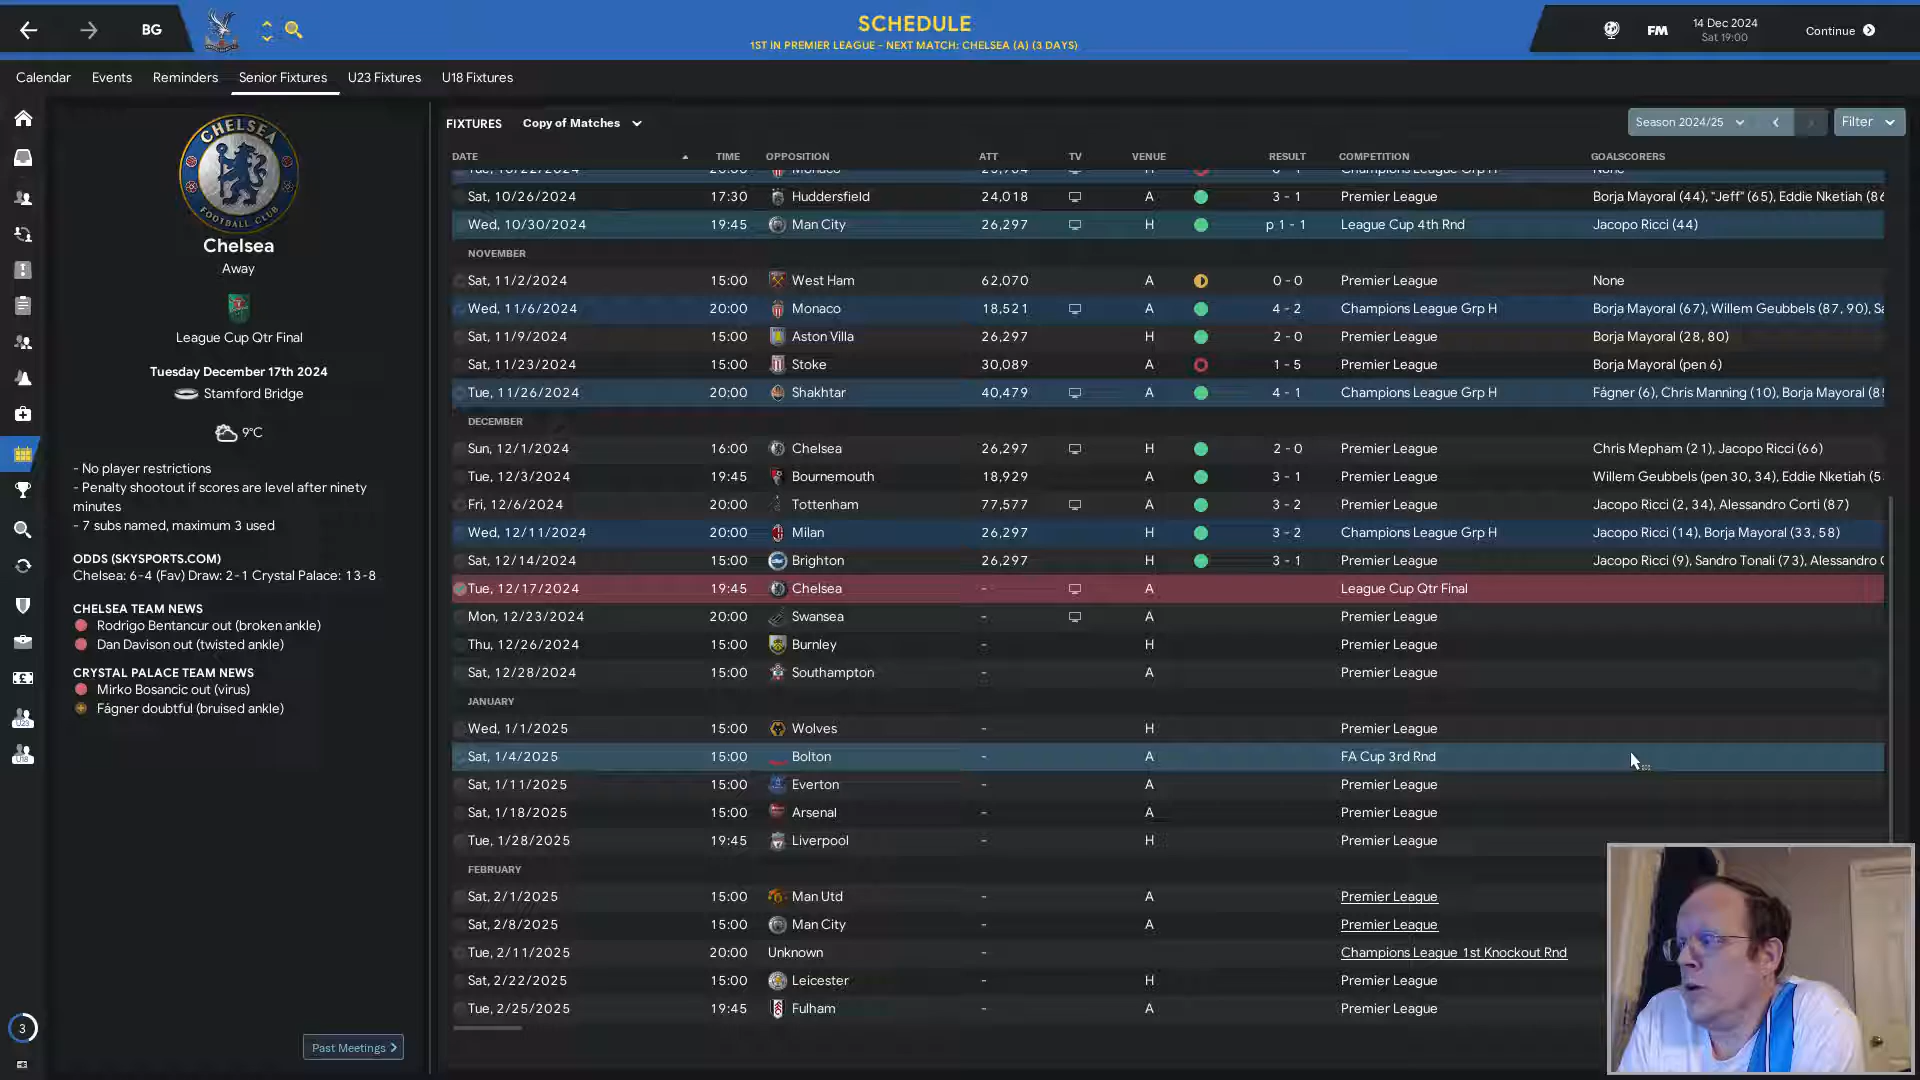 BG
SCHEDULE
1ST IN PREMIER LEAGUE - NEXT MATCH: CHELSEA (A) (3 DAYS)
FM
14 Dec 2024
Sat 19:00
Continue
Calendar
Events
Reminders
Senior Fixtures
U23 Fixtures
U18 Fixtures
CHELSEA
FOOTBALL CLUB
Chelsea
Away
League Cup Qtr Final
Tuesday December 17th 2024
Stamford Bridge
9°C
- No player restrictions
- Penalty shootout if scores are level after ninety
minutes
- 7 subs named, maximum 3 used
ODDS (SKYSPORTS.COM)
Chelsea: 6-4 (Fav) Draw: 2-1 Crystal Palace: 13-8
CHELSEA TEAM NEWS
Rodrigo Bentancur out (broken ankle)
Dan Davison out (twisted ankle)
CRYSTAL PALACE TEAM NEWS
Mirko Bosancic out (virus)
Fágner doubtful (bruised ankle)
Past Meetings
U23
U18
3
FIXTURES Copy of Matches
Season 2024/25
Filter
DATE TIME OPPOSITION ATT TV VENUE RESULT COMPETITION GOALSCORERS
Tue, 10/22/2024 20:00 Monaco H Champions League Grp H None
Sat, 10/26/2024 17:30 Huddersfield 24,018 A 3 - 1 Premier League Borja Mayoral (44), "Jeff" (65), Eddie Nketiah (86
Wed, 10/30/2024 19:45 Man City 26,297 H p 1 - 1 League Cup 4th Rnd Jacopo Ricci (44)
NOVEMBER
Sat, 11/2/2024 15:00 West Ham 62,070 A 0 - 0 Premier League None
Wed, 11/6/2024 20:00 Monaco 18,521 A 4 - 2 Champions League Grp H Borja Mayoral (67), Willem Geubbels (87, 90), Sa
Sat, 11/9/2024 15:00 Aston Villa 26,297 H 2 - 0 Premier League Borja Mayoral (28, 80)
Sat, 11/23/2024 15:00 Stoke 30,089 A 1 - 5 Premier League Borja Mayoral (pen 6)
Tue, 11/26/2024 20:00 Shakhtar 40,479 A 4 - 1 Champions League Grp H Fágner (6), Chris Manning (10), Borja Mayoral (85
DECEMBER
Sun, 12/1/2024 16:00 Chelsea 26,297 H 2 - 0 Premier League Chris Mepham (21), Jacopo Ricci (66)
Tue, 12/3/2024 19:45 Bournemouth 18,929 A 3 - 1 Premier League Willem Geubbels (pen 30, 34), Eddie Nketiah (5
Fri, 12/6/2024 20:00 Tottenham 77,577 A 3 - 2 Premier League Jacopo Ricci (2, 34), Alessandro Corti (87)
Wed, 12/11/2024 20:00 Milan 26,297 H 3 - 2 Champions League Grp H Jacopo Ricci (14), Borja Mayoral (33, 58)
Sat, 12/14/2024 15:00 Brighton 26,297 H 3 - 1 Premier League Jacopo Ricci (9), Sandro Tonali (73), Alessandro C
Tue, 12/17/2024 19:45 Chelsea - A League Cup Qtr Final
Mon, 12/23/2024 20:00 Swansea - A Premier League
Thu, 12/26/2024 15:00 Burnley - H Premier League
Sat, 12/28/2024 15:00 Southampton - A Premier League
JANUARY
Wed, 1/1/2025 15:00 Wolves - H Premier League
Sat, 1/4/2025 15:00 Bolton - A FA Cup 3rd Rnd
Sat, 1/11/2025 15:00 Everton - A Premier League
Sat, 1/18/2025 15:00 Arsenal - A Premier League
Tue, 1/28/2025 19:45 Liverpool - H Premier League
FEBRUARY
Sat, 2/1/2025 15:00 Man Utd - A Premier League
Sat, 2/8/2025 15:00 Man City - A Premier League
Tue, 2/11/2025 20:00 Unknown - Champions League 1st Knockout Rnd
Sat, 2/22/2025 15:00 Leicester - H Premier League
Tue, 2/25/2025 19:45 Fulham - A Premier League